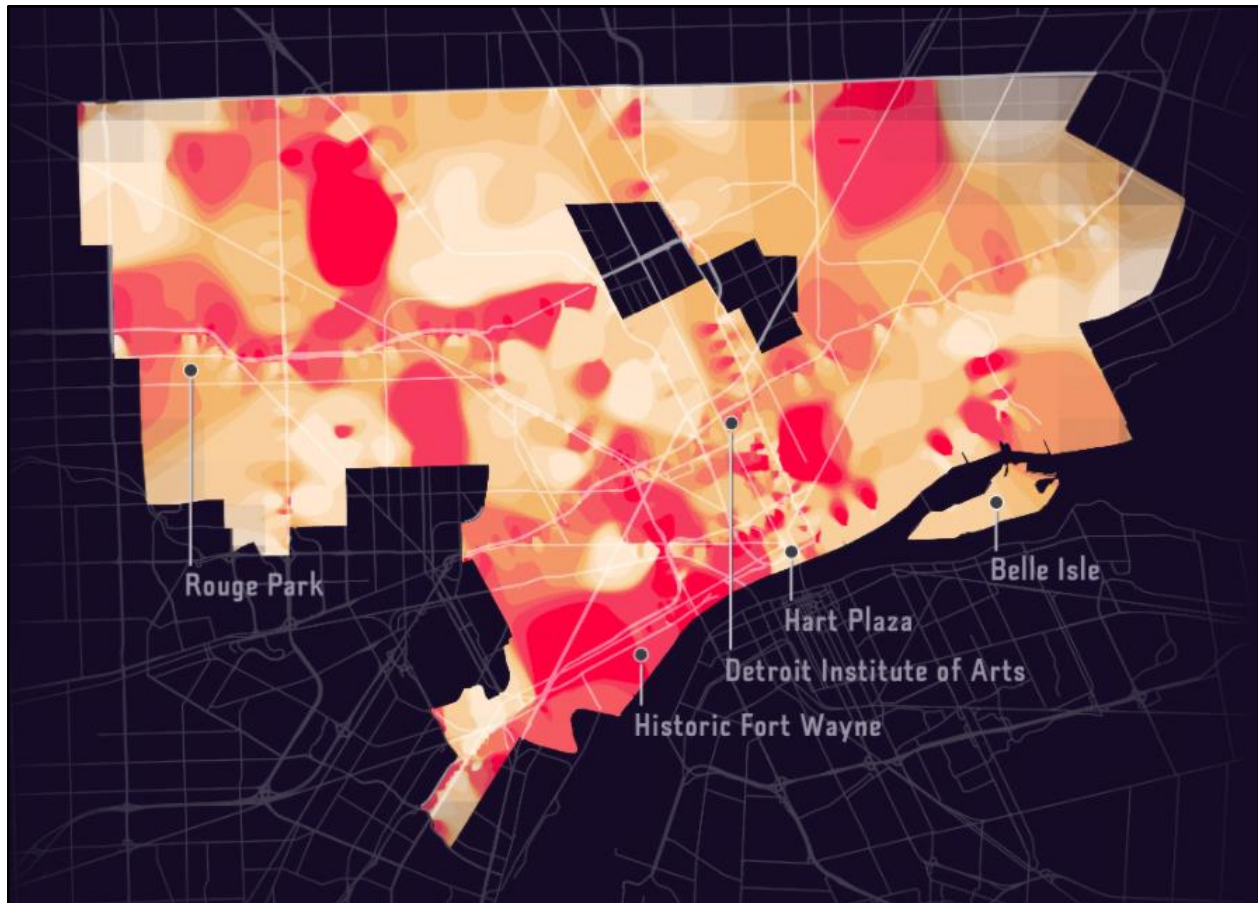 Rouge Park
Belle Isle
Hart Plaza
Detroit Institute of Arts
Historic Fort Wayne